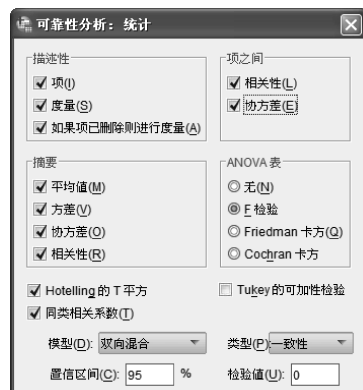 可靠性分析：统计
描述性
项(I)
度量(S)
如果项已删除则进行度量(A)
项之间
相关性(L)
协方差(E)
摘要
平均值(M)
方差(V)
协方差(O)
相关性(R)
ANOVA 表
无(N)
F 检验
Friedman 卡方(Q)
Cochran 卡方
Hotelling 的 T 平方
Tukey 的可加性检验
同类相关系数(T)
模型(D): 双向混合 类型(P): 一致性
置信区间(C): 95 % 检验值(U): 0